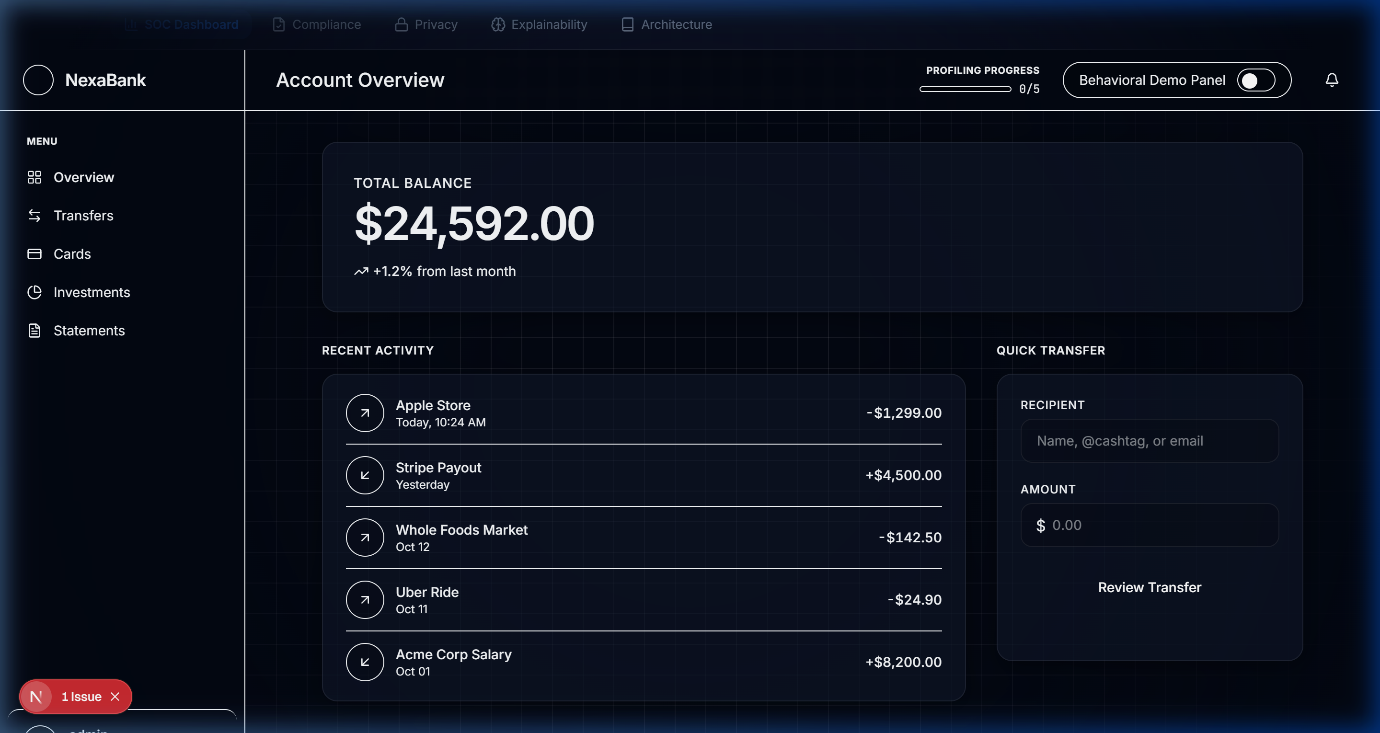 SOC Dashboard
Compliance
Privacy
Explainability
Architecture
NexaBank
Account Overview
PROFILING PROGRESS
0/5
Behavioral Demo Panel
MENU
Overview
Transfers
Cards
Investments
Statements
TOTAL BALANCE
$24,592.00
+1.2% from last month
RECENT ACTIVITY
Apple Store
Today, 10:24 AM
-$1,299.00
Stripe Payout
Yesterday
+$4,500.00
Whole Foods Market
Oct 12
-$142.50
Uber Ride
Oct 11
-$24.90
Acme Corp Salary
Oct 01
+$8,200.00
QUICK TRANSFER
RECIPIENT
Name, @cashtag, or email
AMOUNT
$ 0.00
Review Transfer
N 1 Issue
admin